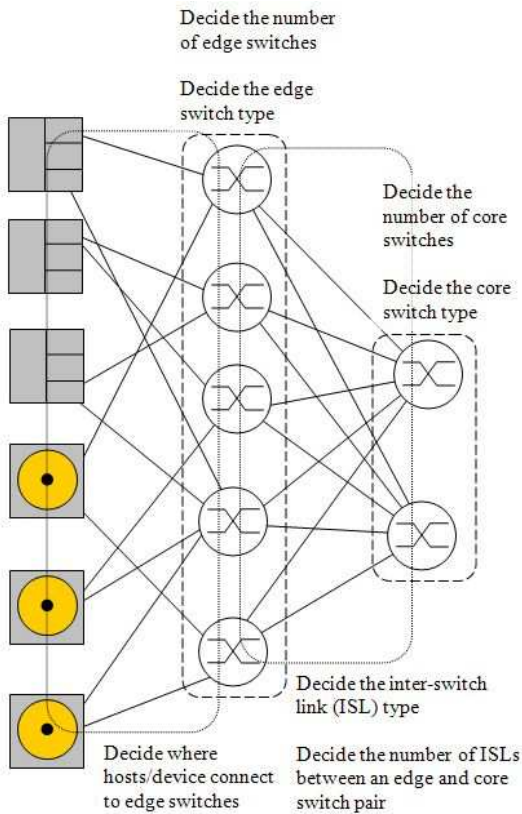 Decide the number
of edge switches
Decide the edge
switch type
Decide the
number of core
switches
Decide the core
switch type
Decide the inter-switch
link (ISL) type
Decide where
hosts/device connect
to edge switches
Decide the number of ISLs
between an edge and core
switch pair